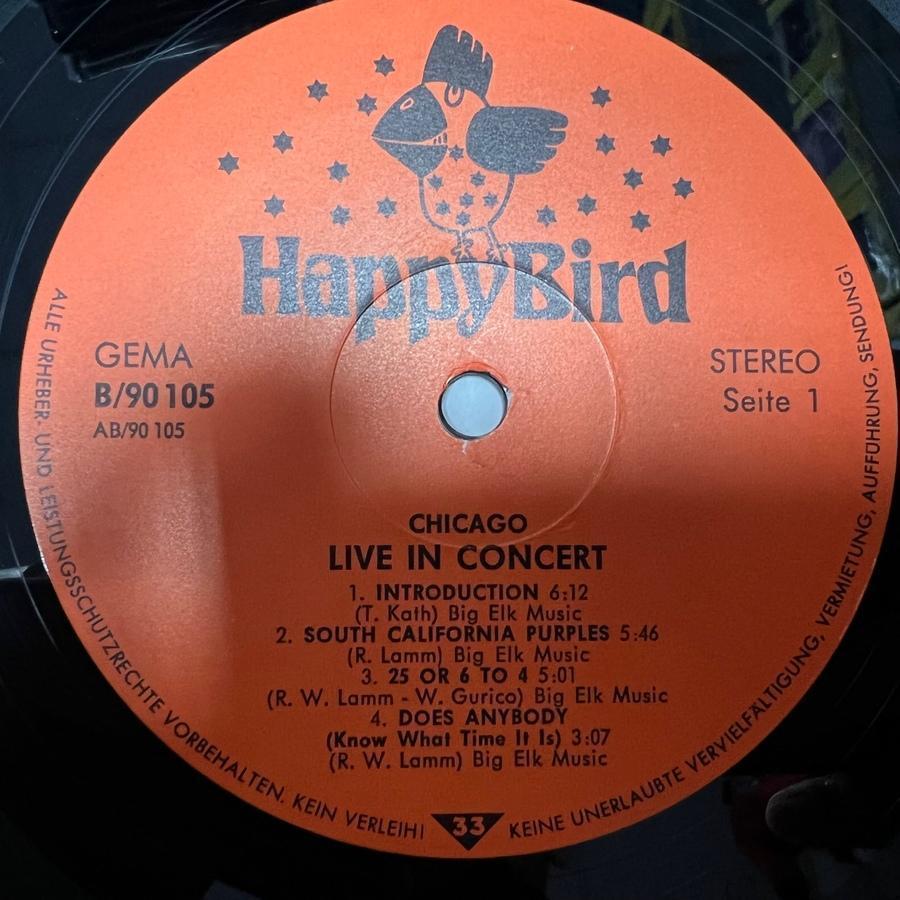 HappyBird
GEMA
B/90 105
AB/90 105
STEREO
Seite 1
CHICAGO
LIVE IN CONCERT
1. INTRODUCTION 6:12
(T. Kath) Big Elk Music
2. SOUTH CALIFORNIA PURPLES 5:46
(R. Lamm) Big Elk Music
3. 25 OR 6 TO 4 5:01
(R. W. Lamm - W. Gurico) Big Elk Music
4. DOES ANYBODY
(Know What Time It Is) 3:07
(R. W. Lamm) Big Elk Music
ALLE URHEBER- UND LEISTUNGSSCHUTZRECHTE VORBEHALTEN. KEIN VERLEIH!
33
KEINE UNERLAUBTE VERVIELFÄLTIGUNG, VERMIETUNG, AUFFÜHRUNG, SENDUNG!